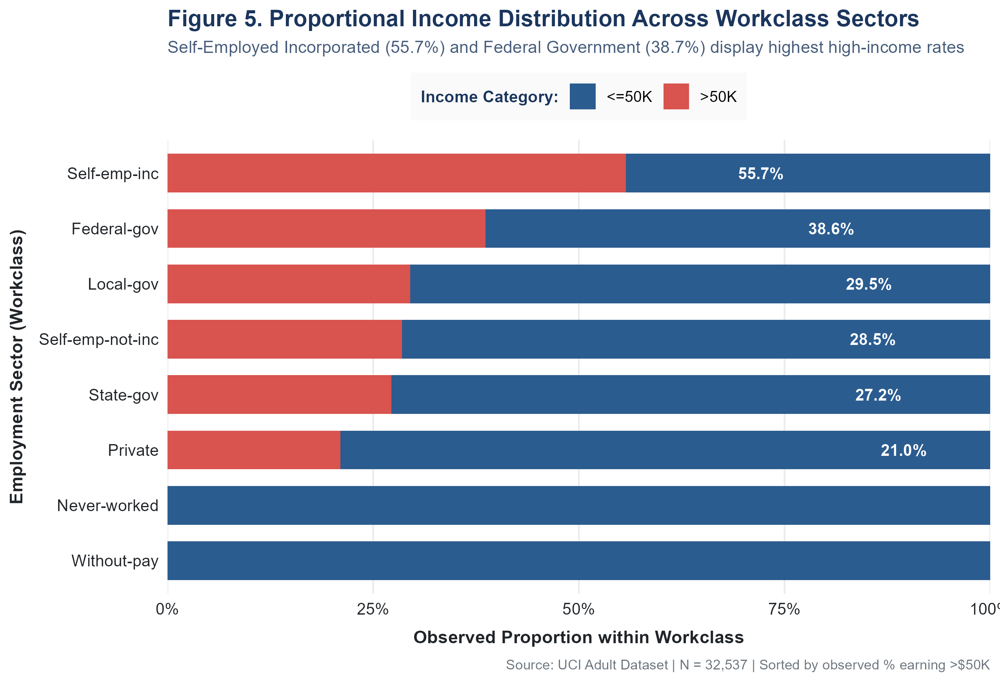 Figure 5. Proportional Income Distribution Across Workclass Sectors
Self-Employed Incorporated (55.7%) and Federal Government (38.7%) display highest high-income rates
Income Category: <=50K >50K
Employment Sector (Workclass)
Self-emp-inc 55.7%
Federal-gov 38.6%
Local-gov 29.5%
Self-emp-not-inc 28.5%
State-gov 27.2%
Private 21.0%
Never-worked
Without-pay
0% 25% 50% 75% 100%
Observed Proportion within Workclass
Source: UCI Adult Dataset | N = 32,537 | Sorted by observed % earning >$50K